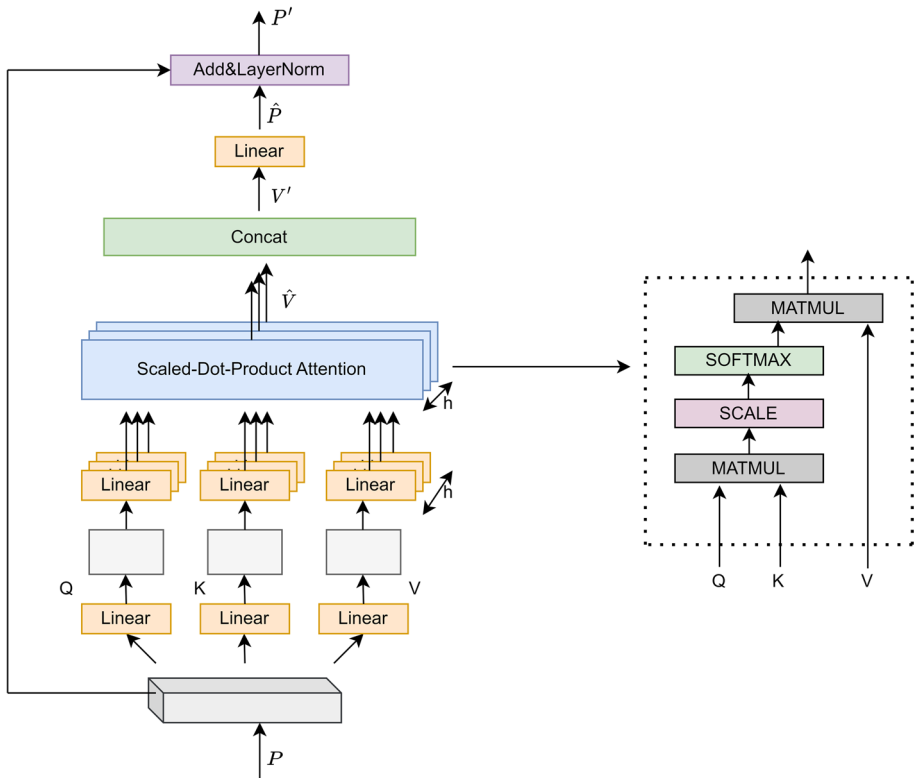 P′
Add&LayerNorm
P̂
Linear
V′
Concat
V̂
Scaled-Dot-Product Attention
h
Linear Linear Linear
h
Q K V
Linear Linear Linear
P
MATMUL
SOFTMAX
SCALE
MATMUL
Q K V